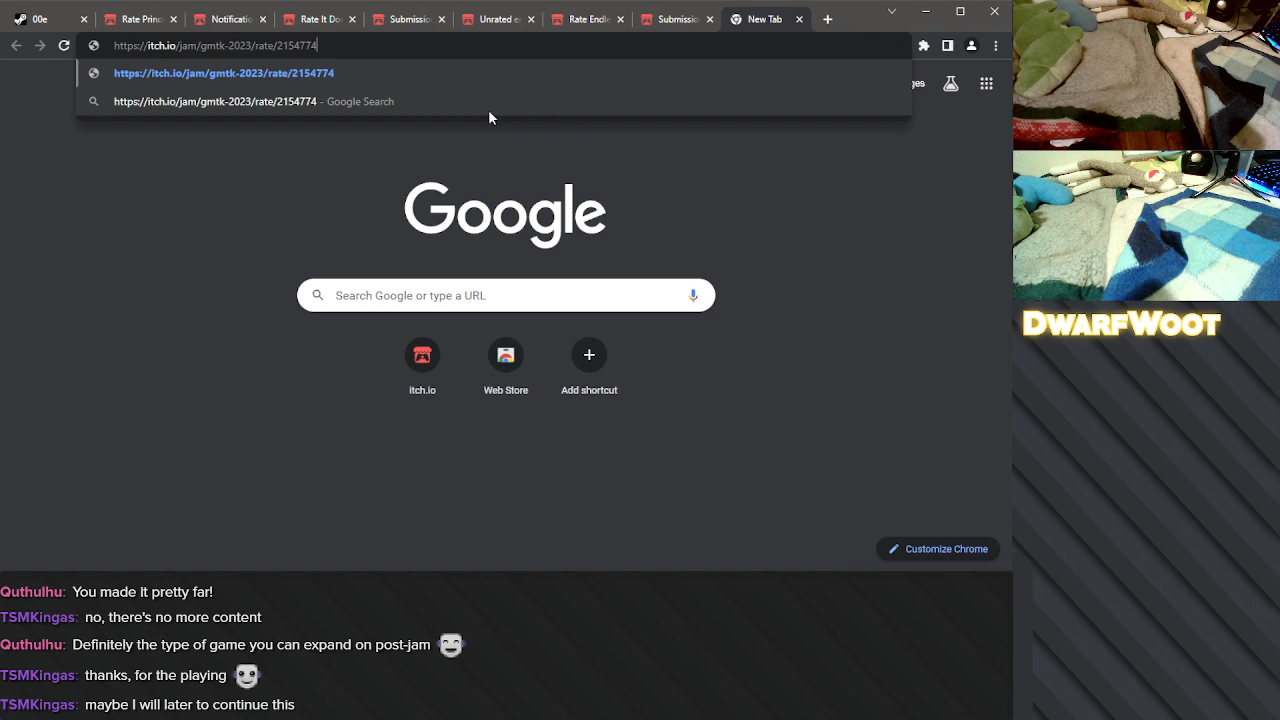 00e
Rate Princ
Notificatio
Rate It Do
Submissio
Unrated e
Rate Endle
Submissio
New Tab
https://itch.io/jam/gmtk-2023/rate/2154774
https://itch.io/jam/gmtk-2023/rate/2154774
https://itch.io/jam/gmtk-2023/rate/2154774 - Google Search
ges
Google
Search Google or type a URL
itch.io
Web Store
Add shortcut
Customize Chrome
DwarfWoot
Quthulhu: You made it pretty far!
TSMKingas: no, there's no more content
Quthulhu: Definitely the type of game you can expand on post-jam
TSMKingas: thanks, for the playing
TSMKingas: maybe I will later to continue this